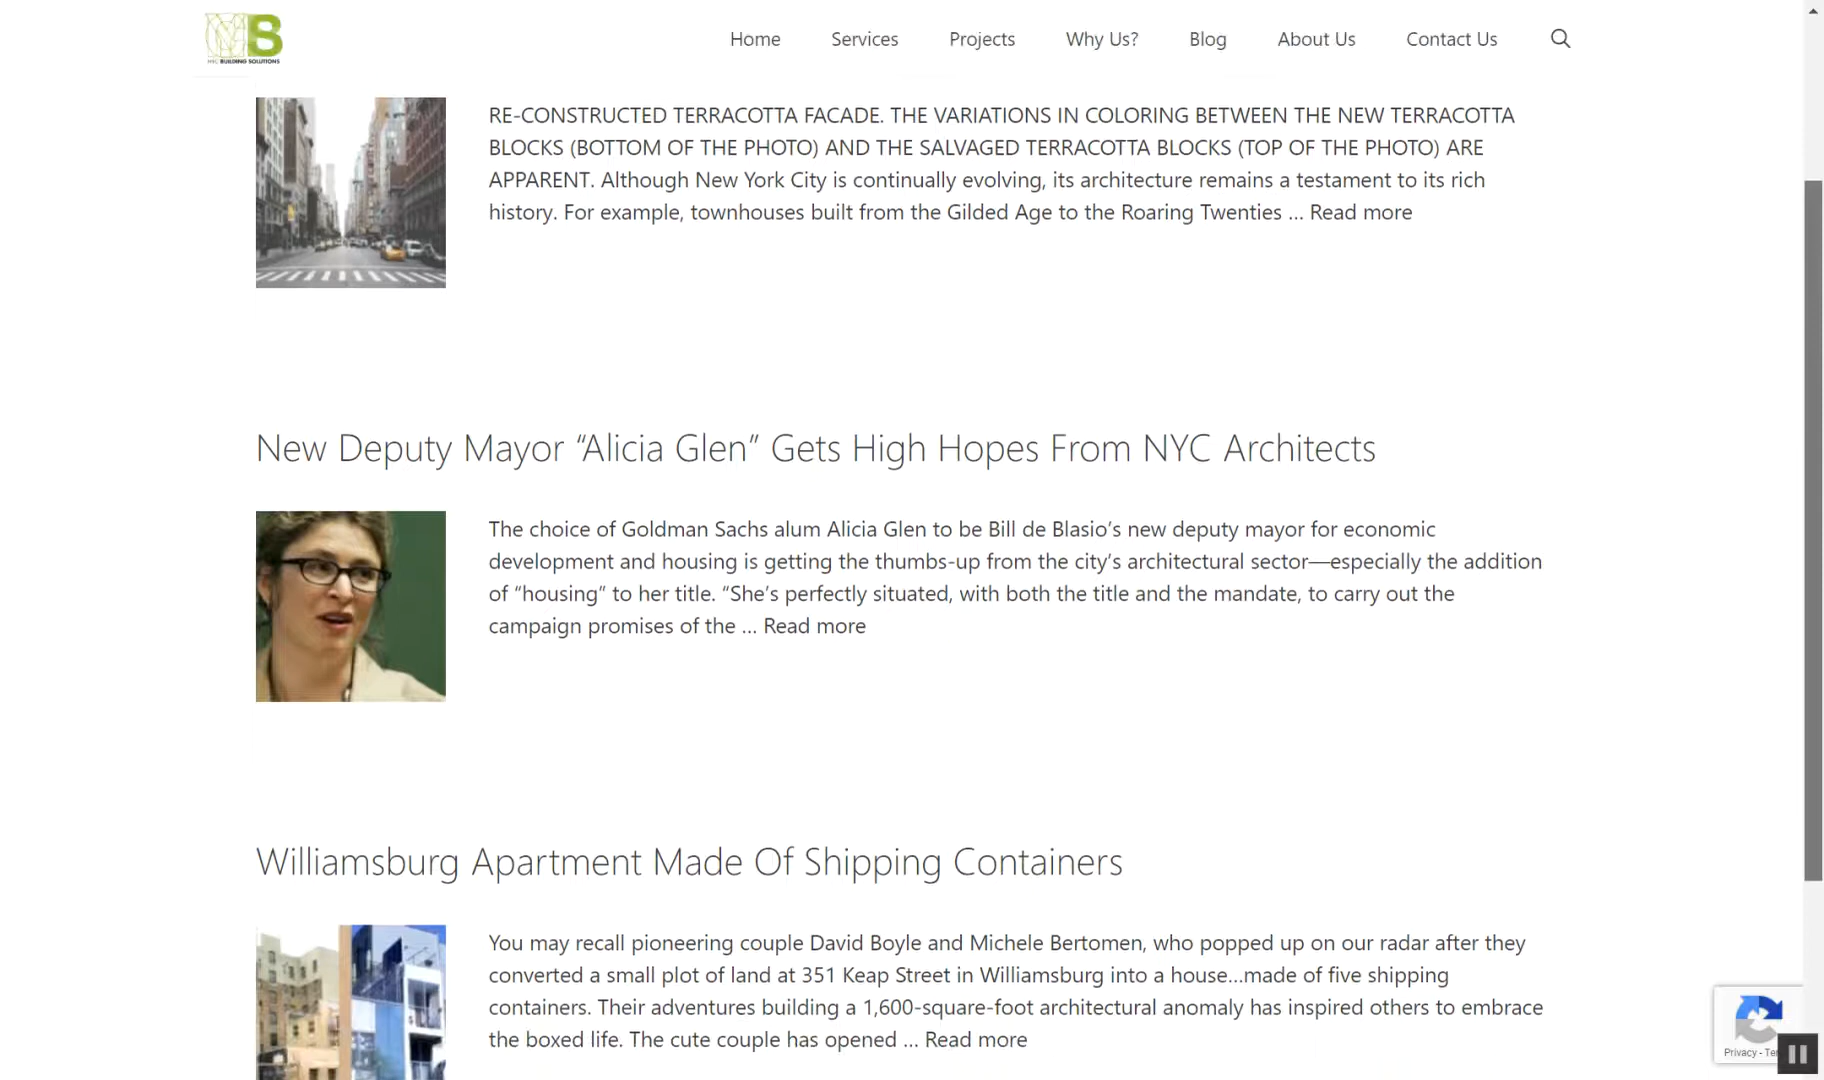 MB
NYC BUILDING SOLUTIONS
Home Services Projects Why Us? Blog About Us Contact Us
RE-CONSTRUCTED TERRACOTTA FACADE. THE VARIATIONS IN COLORING BETWEEN THE NEW TERRACOTTA
BLOCKS (BOTTOM OF THE PHOTO) AND THE SALVAGED TERRACOTTA BLOCKS (TOP OF THE PHOTO) ARE
APPARENT. Although New York City is continually evolving, its architecture remains a testament to its rich
history. For example, townhouses built from the Gilded Age to the Roaring Twenties … Read more
New Deputy Mayor “Alicia Glen” Gets High Hopes From NYC Architects
The choice of Goldman Sachs alum Alicia Glen to be Bill de Blasio’s new deputy mayor for economic
development and housing is getting the thumbs-up from the city’s architectural sector—especially the addition
of “housing” to her title. “She’s perfectly situated, with both the title and the mandate, to carry out the
campaign promises of the … Read more
Williamsburg Apartment Made Of Shipping Containers
You may recall pioneering couple David Boyle and Michele Bertomen, who popped up on our radar after they
converted a small plot of land at 351 Keap Street in Williamsburg into a house…made of five shipping
containers. Their adventures building a 1,600-square-foot architectural anomaly has inspired others to embrace
the boxed life. The cute couple has opened … Read more
Privacy - Te